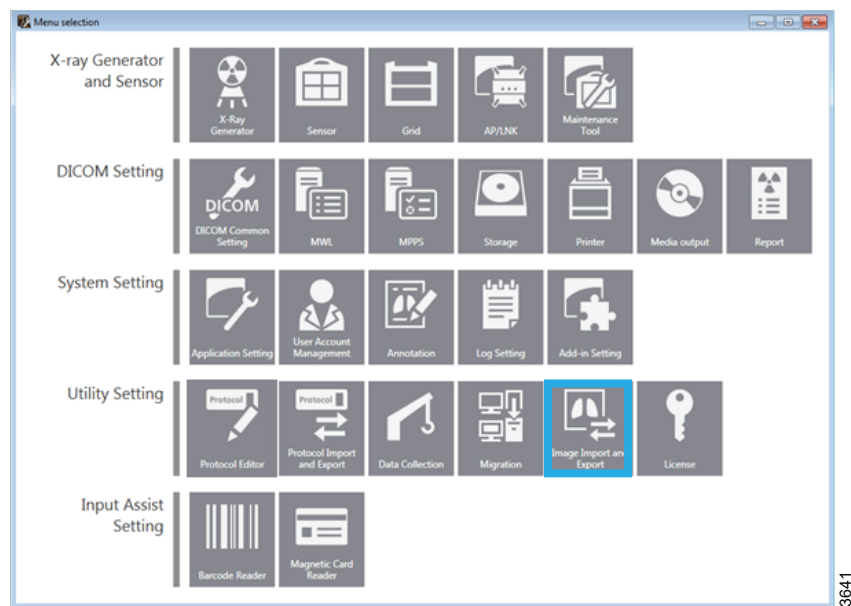 Menu selection
X-ray Generator
and Sensor
X-Ray
Generator
Sensor
Grid
AP/LNK
Maintenance
Tool
DICOM Setting
DICOM
DICOM Common
Setting
MWL
MPPS
Storage
Printer
Media output
Report
System Setting
Application Setting
User Account
Management
Annotation
Log Setting
Add-in Setting
Utility Setting
Protocol
Protocol Editor
Protocol
Protocol Import
and Export
Data Collection
Migration
Image Import an
Export
License
Input Assist
Setting
Barcode Reader
Magnetic Card
Reader
3641